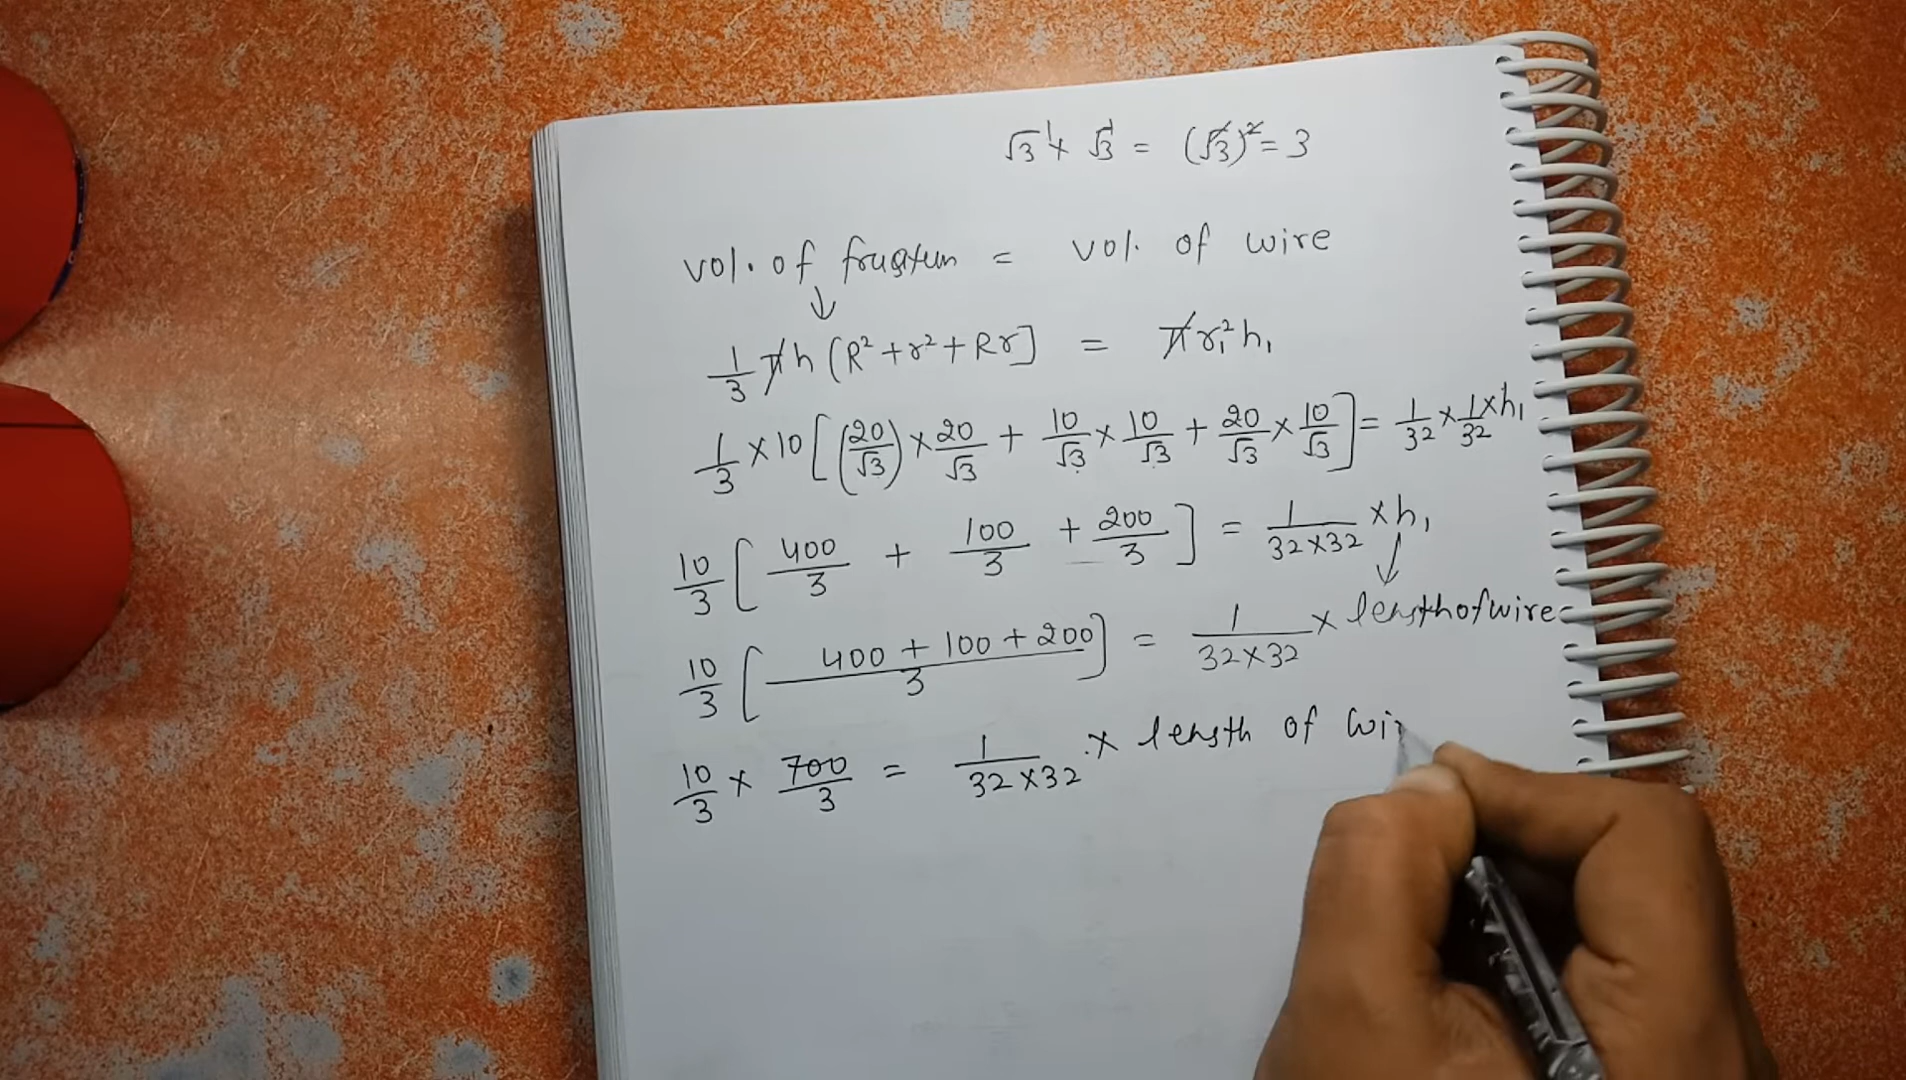 √3 × √3 = (√3)² = 3
vol. of frustum = vol. of wire
↓
1/3 πh (R² + r² + Rr] = πr₁²h₁
1/3 × 10 [(20/√3) × 20/√3 + 10/√3 × 10/√3 + 20/√3 × 10/√3] = 1/32 × 1/32 × h₁
10/3 [400/3 + 100/3 + 200/3] = 1/32×32 × h₁
10/3 [400 + 100 + 200/3] = 1/32×32 × length of wire
10/3 × 700/3 = 1/32×32 × length of wi